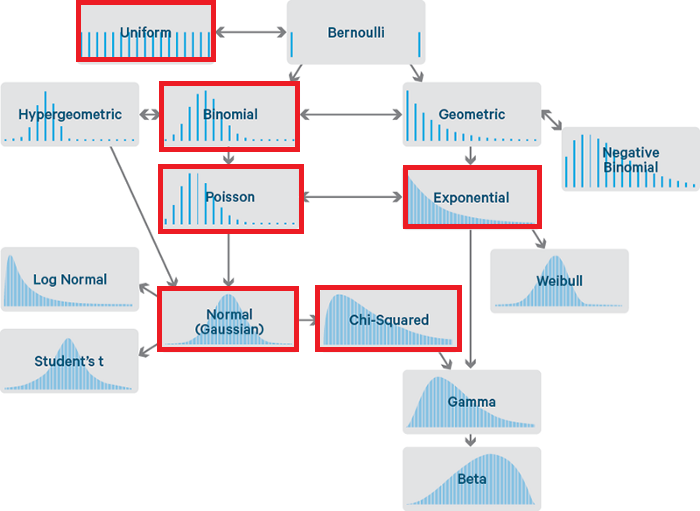 Uniform
Bernoulli
Hypergeometric
Binomial
Geometric
Negative
Binomial
Poisson
Exponential
Log Normal
Weibull
Normal
(Gaussian)
Chi-Squared
Student's t
Gamma
Beta